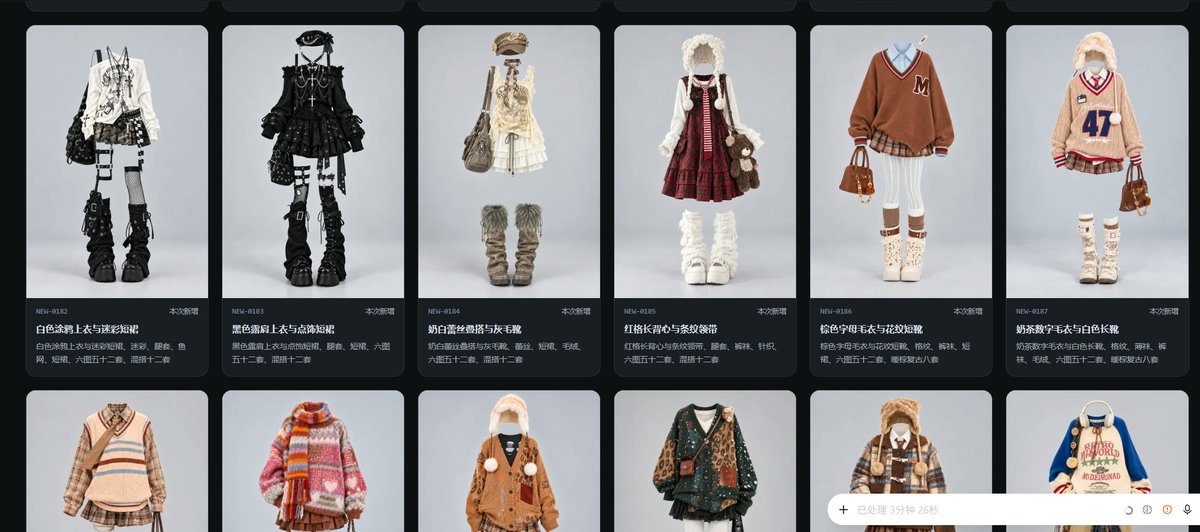 NEW-0182 本次新增
白色涂鸦上衣与迷彩短裙
白色涂鸦上衣与迷彩短裙、迷彩、腿套、鱼
网、短裙、六图五十二套、混搭十二套
NEW-0183 本次新增
黑色露肩上衣与点饰短裙
黑色露肩上衣与点饰短裙、腿套、短裙、六图
五十二套、混搭十二套
NEW-0184 本次新增
奶白蕾丝叠搭与灰毛靴
奶白蕾丝叠搭与灰毛靴、蕾丝、短裙、毛绒、
六图五十二套、混搭十二套
NEW-0185 本次新增
红格长背心与条纹领带
红格长背心与条纹领带、腿套、裤袜、针织、
六图五十二套、混搭十二套
NEW-0186 本次新增
棕色字母毛衣与花纹短靴
棕色字母毛衣与花纹短靴、格纹、裤袜、短
裙、六图五十二套、暖棕复古八套
NEW-0187 本次新增
奶茶数字毛衣与白色长靴
奶茶数字毛衣与白色长靴、格纹、薄袜、裤
袜、毛绒、六图五十二套、暖棕复古八套
M
47
RETRO
已处理 3分钟 26秒